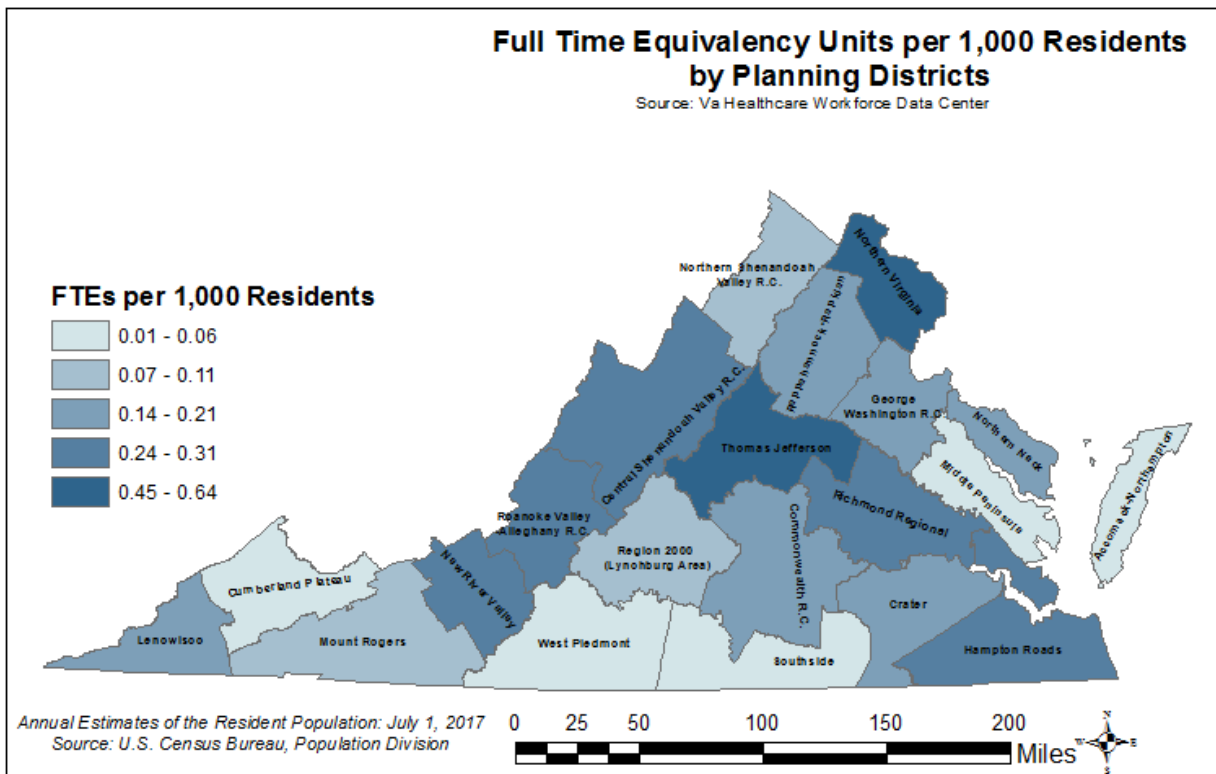 Full Time Equivalency Units per 1,000 Residents
by Planning Districts
Source: Va Healthcare Workforce Data Center
Northern Virginia
Northern Shenandoah
Valley R.C.
Rappahannock-Rapidan
FTEs per 1,000 Residents
0.01 - 0.06
0.07 - 0.11
0.14 - 0.21
0.24 - 0.31
0.45 - 0.64
Central Shenandoah Valley R.C.
George
Washington R.C.
Northern Neck
Thomas Jefferson
Middle Peninsula
Accomack-Northampton
Roanoke Valley
Alleghany R.C.
Richmond Regional
Commonwealth R.C.
Region 2000
(Lynchburg Area)
New River Valley
Cumberland Plateau
Crater
Lenowisco
Mount Rogers
West Piedmont
Southside
Hampton Roads
Annual Estimates of the Resident Population: July 1, 2017
Source: U.S. Census Bureau, Population Division
0 25 50 100 150 200
Miles
N
W E
S